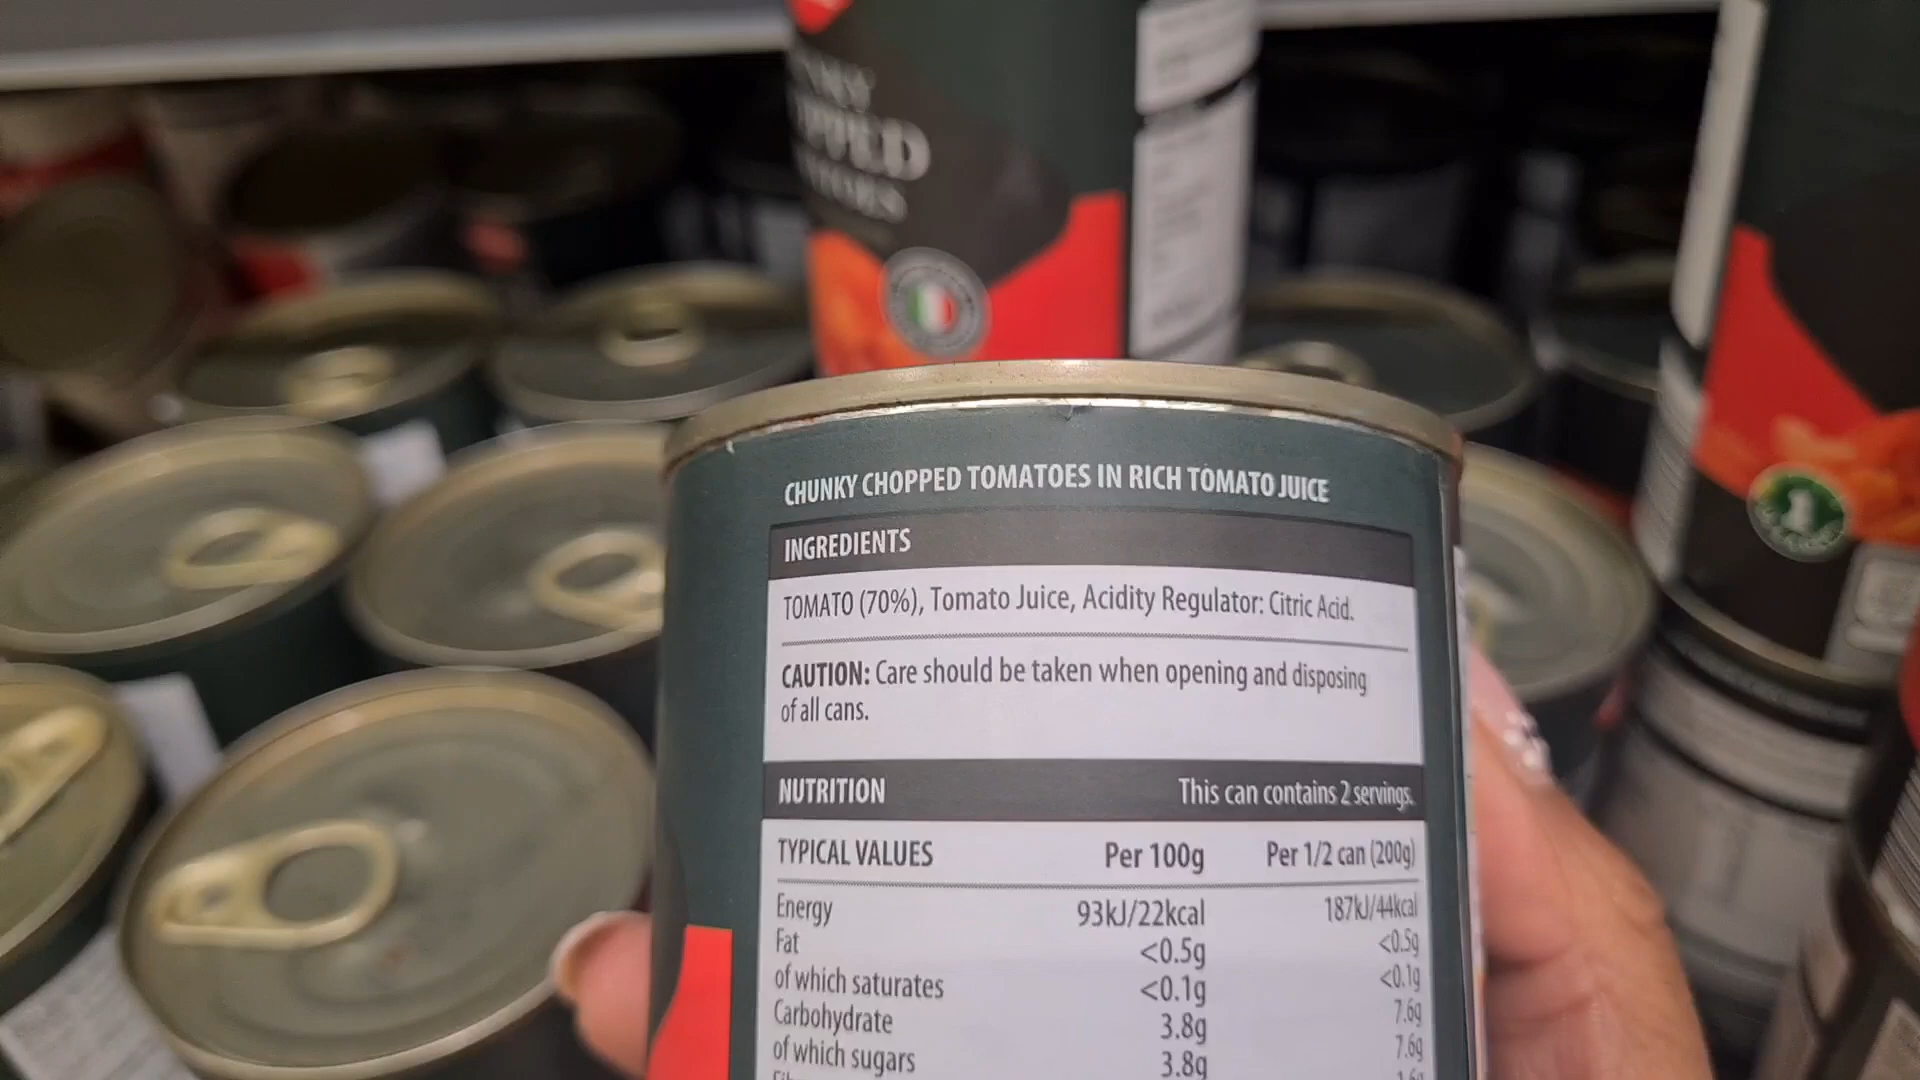 CHUNKY CHOPPED TOMATOES IN RICH TOMATO JUICE
INGREDIENTS
TOMATO (70%), Tomato Juice, Acidity Regulator: Citric Acid.
CAUTION: Care should be taken when opening and disposing
of all cans.
NUTRITION This can contains 2 servings.
TYPICAL VALUES Per 100g Per 1/2 can (200g)
Energy 93kJ/22kcal 187kJ/44kcal
Fat <0.5g <0.5g
of which saturates <0.1g <0.1g
Carbohydrate 3.8g 7.6g
of which sugars 3.8g 7.6g